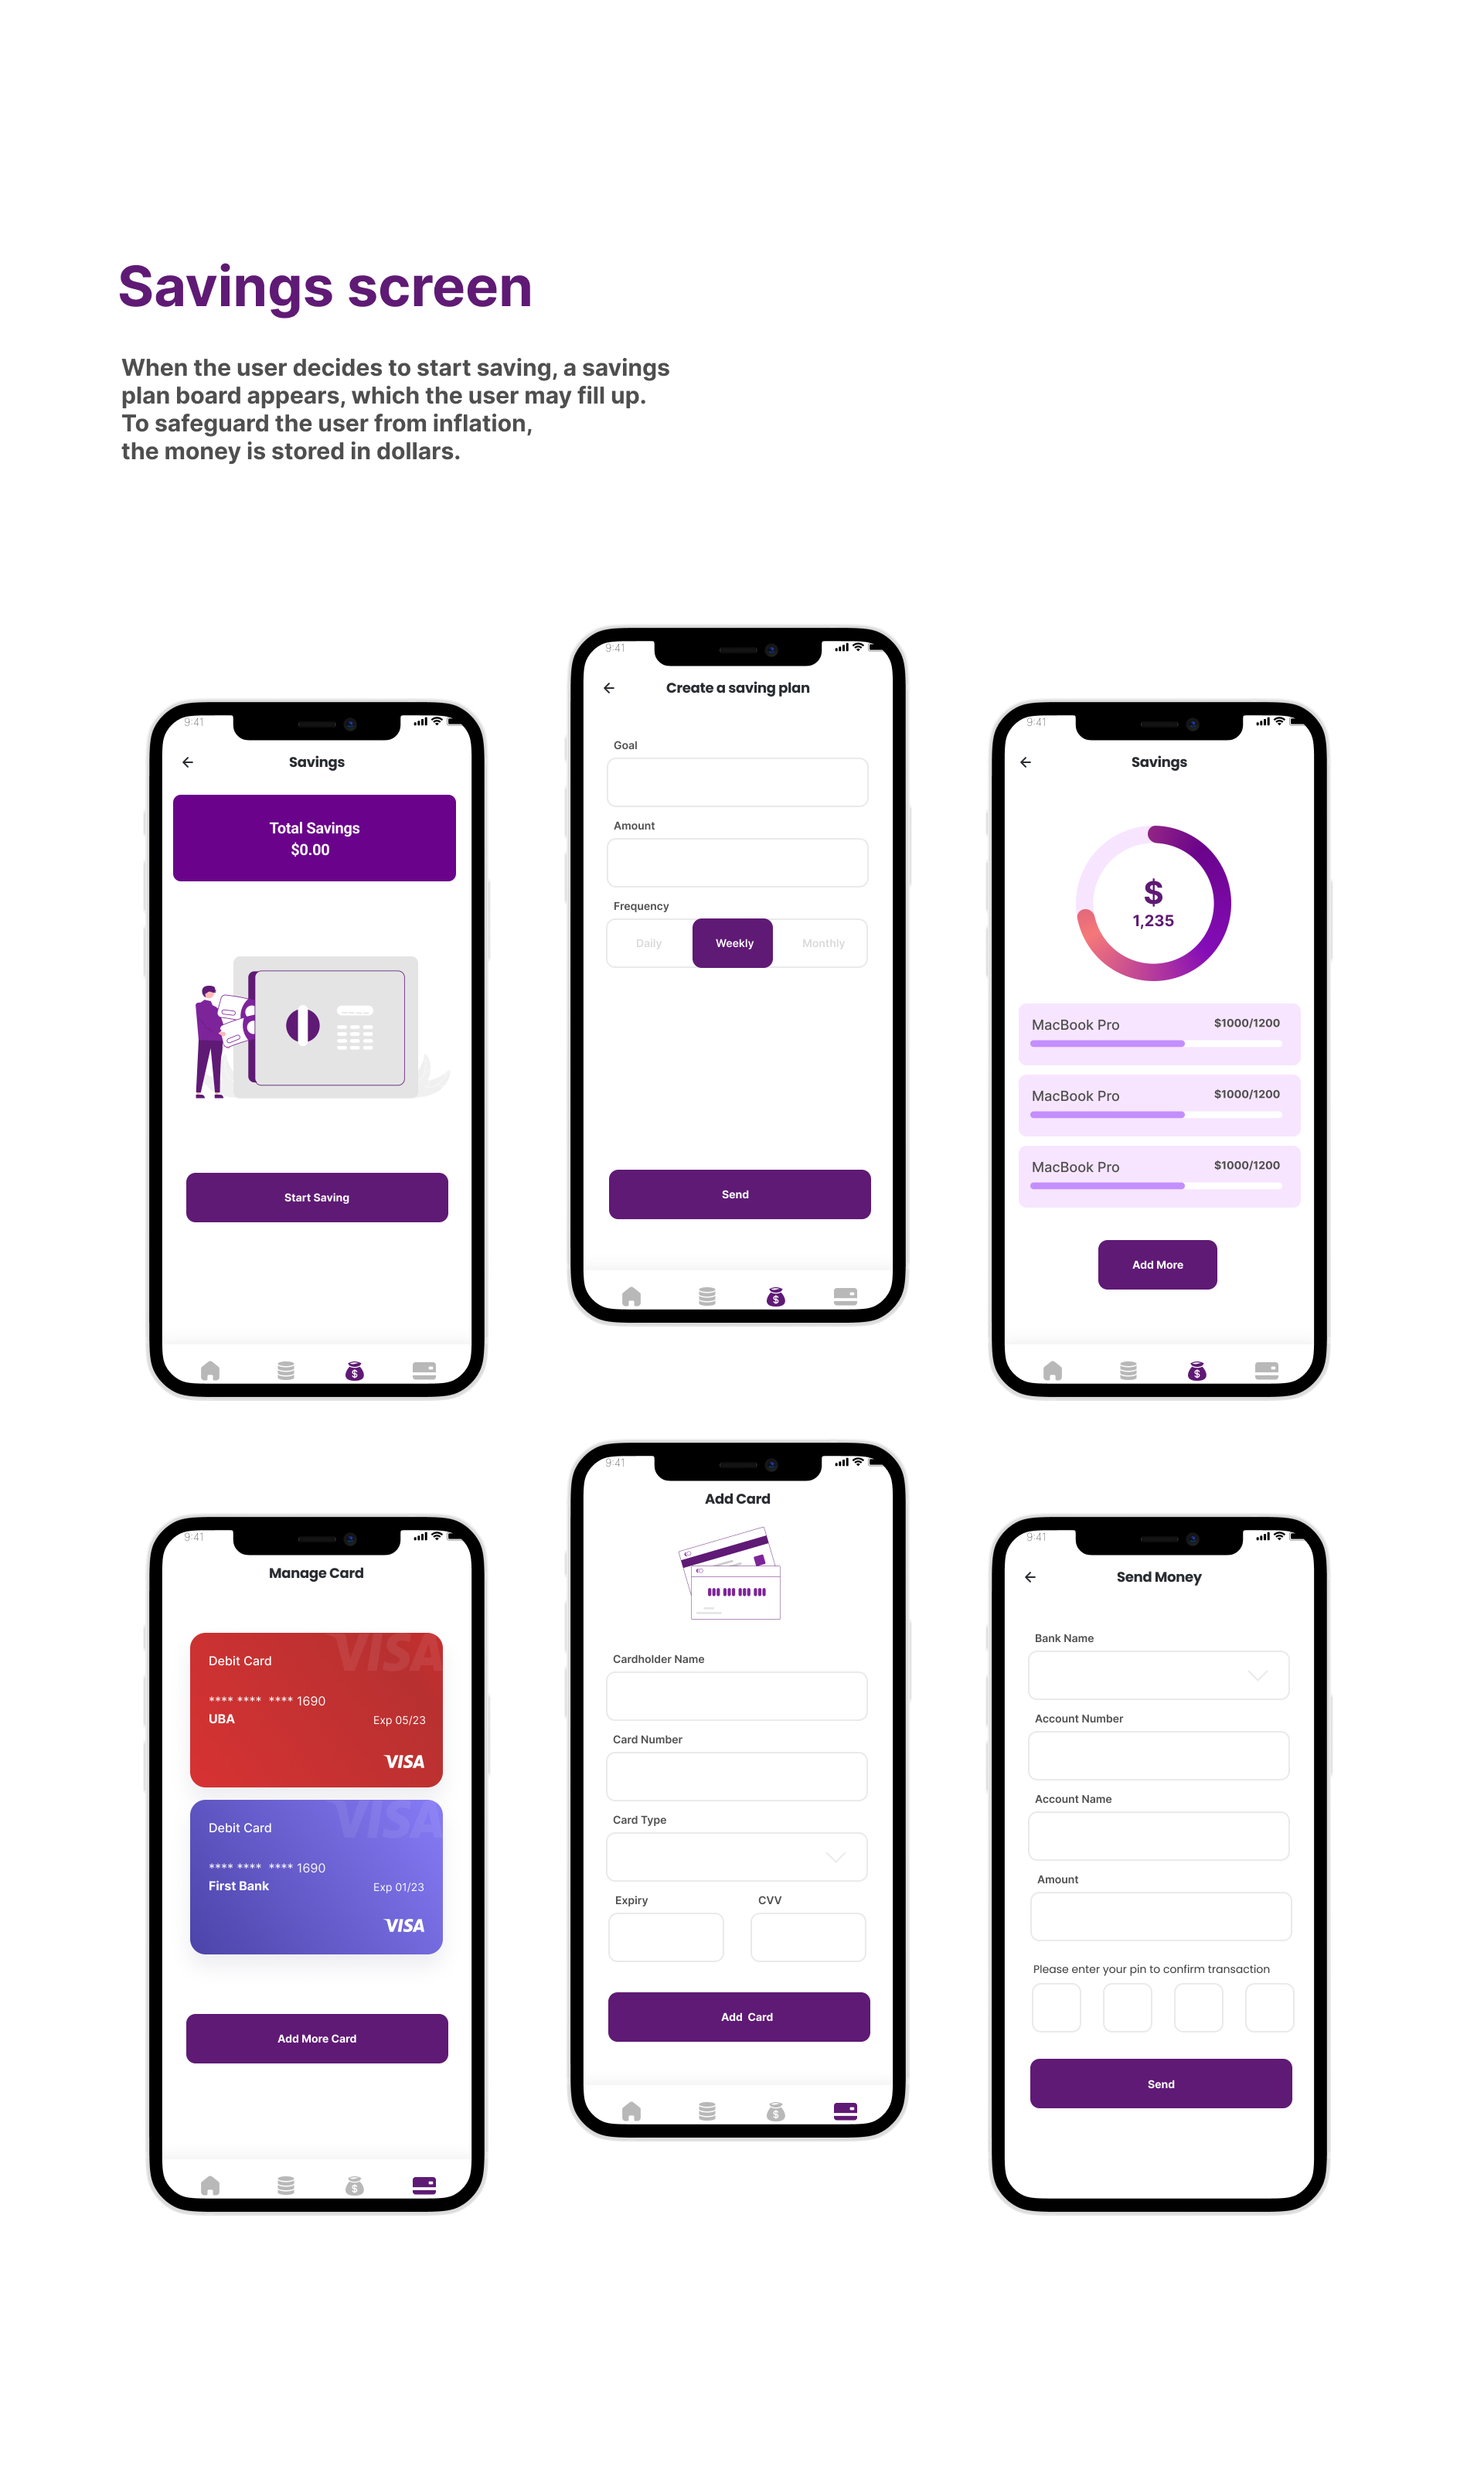 Savings screen
When the user decides to start saving, a savings
plan board appears, which the user may fill up.
To safeguard the user from inflation,
the money is stored in dollars.
9:41
Savings
Total Savings
$0.00
Start Saving
9:41
Create a saving plan
Goal
Amount
Frequency
Daily Weekly Monthly
Send
9:41
Savings
$
1,235
MacBook Pro $1000/1200
MacBook Pro $1000/1200
MacBook Pro $1000/1200
Add More
9:41
Manage Card
VISA
Debit Card
**** **** **** 1690
UBA Exp 05/23
VISA
VISA
Debit Card
**** **** **** 1690
First Bank Exp 01/23
VISA
Add More Card
9:41
Add Card
Cardholder Name
Card Number
Card Type
Expiry CVV
Add Card
9:41
Send Money
Bank Name
Account Number
Account Name
Amount
Please enter your pin to confirm transaction
Send